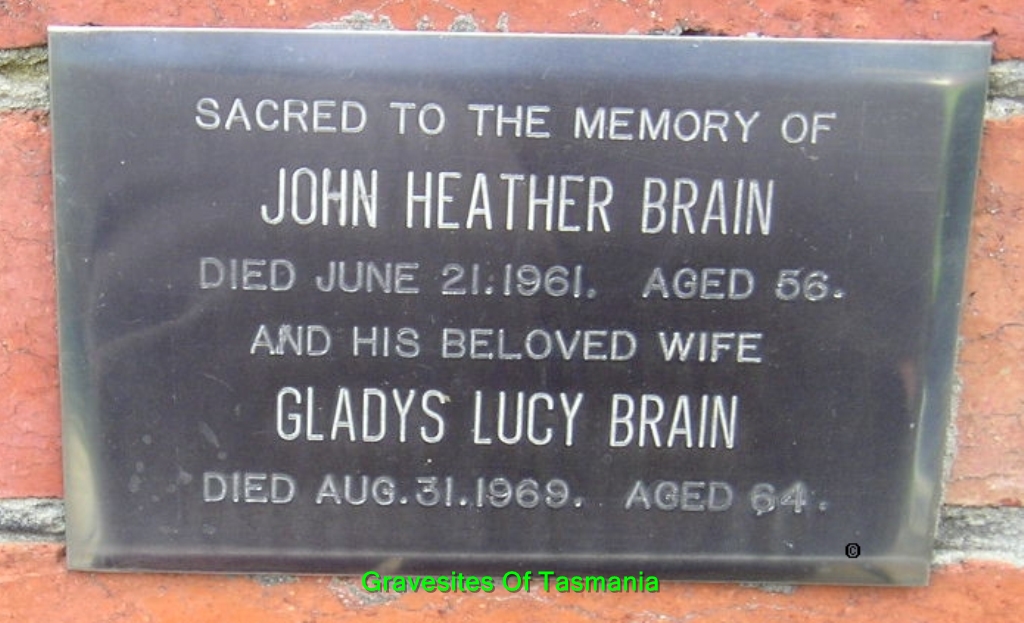 SACRED TO THE MEMORY OF
JOHN HEATHER BRAIN
DIED JUNE 21.1961. AGED 56.
AND HIS BELOVED WIFE
GLADYS LUCY BRAIN
DIED AUG.31.1969. AGED 64.
©
Gravesites Of Tasmania